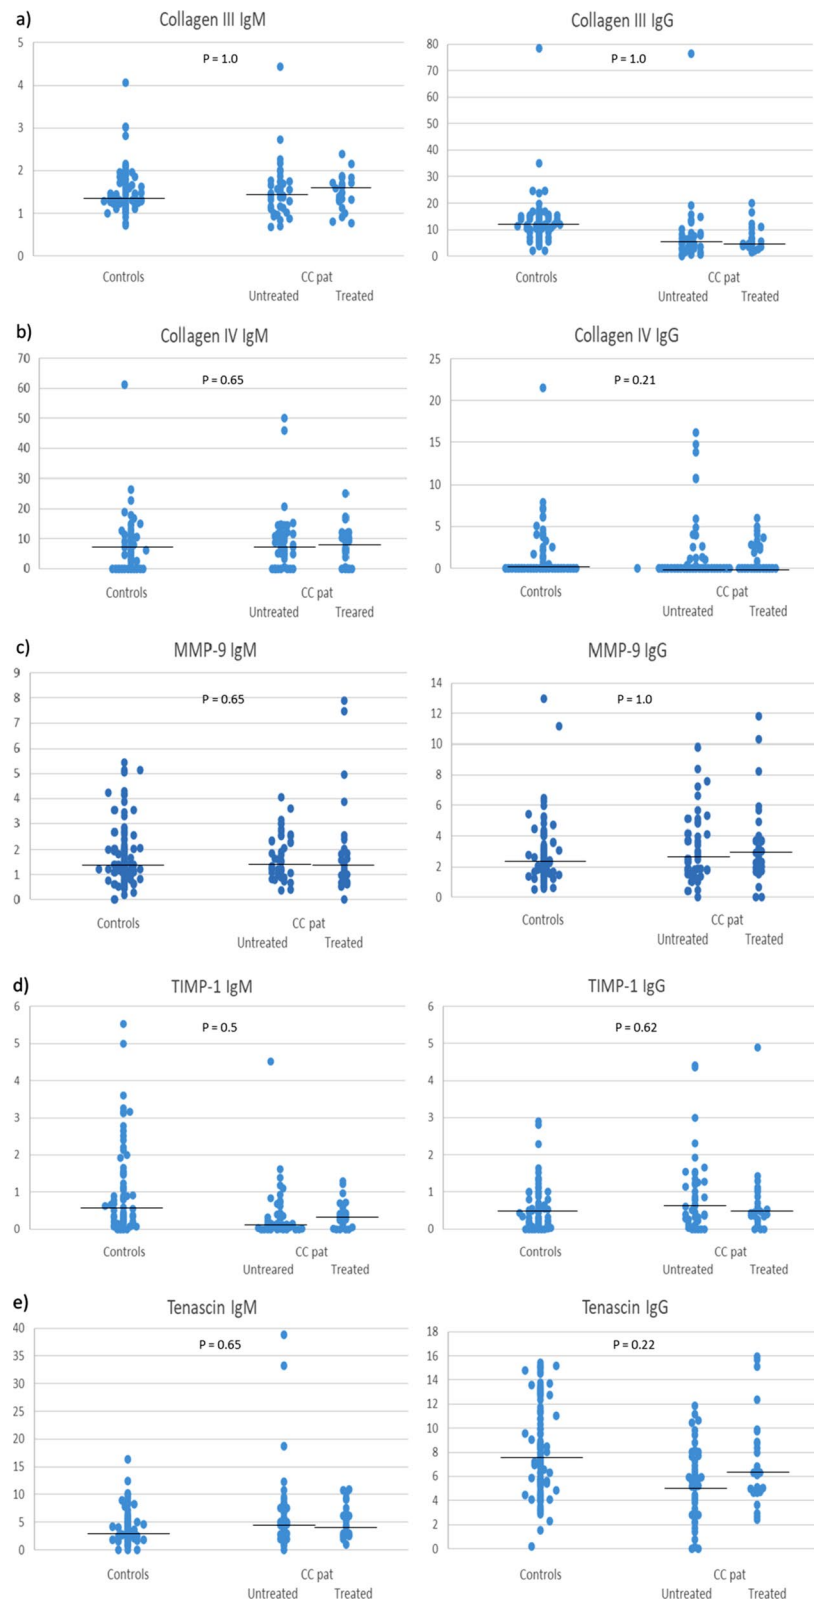 a)
Collagen III IgM
Collagen III IgG
5
4
3
2
1
0
P = 1.0
Controls
CC pat
Untreated
Treated
80
70
60
50
40
30
20
10
0
P = 1.0
Controls
CC pat
Untreated
Treated
b)
Collagen IV IgM
Collagen IV IgG
70
60
50
40
30
20
10
0
P = 0.65
Controls
CC pat
Untreated
Treared
25
20
15
10
5
0
P = 0.21
Controls
CC pat
Untreated
Treated
c)
MMP-9 IgM
MMP-9 IgG
9
8
7
6
5
4
3
2
1
0
P = 0.65
Controls
CC pat
Untreated
Treated
14
12
10
8
6
4
2
0
P = 1.0
Controls
CC pat
Untreated
Treated
d)
TIMP-1 IgM
TIMP-1 IgG
6
5
4
3
2
1
0
P = 0.5
Controls
CC pat
Untreared
Treated
6
5
4
3
2
1
0
P = 0.62
Controls
CC pat
Untreated
Treated
e)
Tenascin IgM
Tenascin IgG
40
35
30
25
20
15
10
5
0
P = 0.65
Controls
CC pat
Untreated
Treated
18
16
14
12
10
8
6
4
2
0
P = 0.22
Controls
CC pat
Untreated
Treated